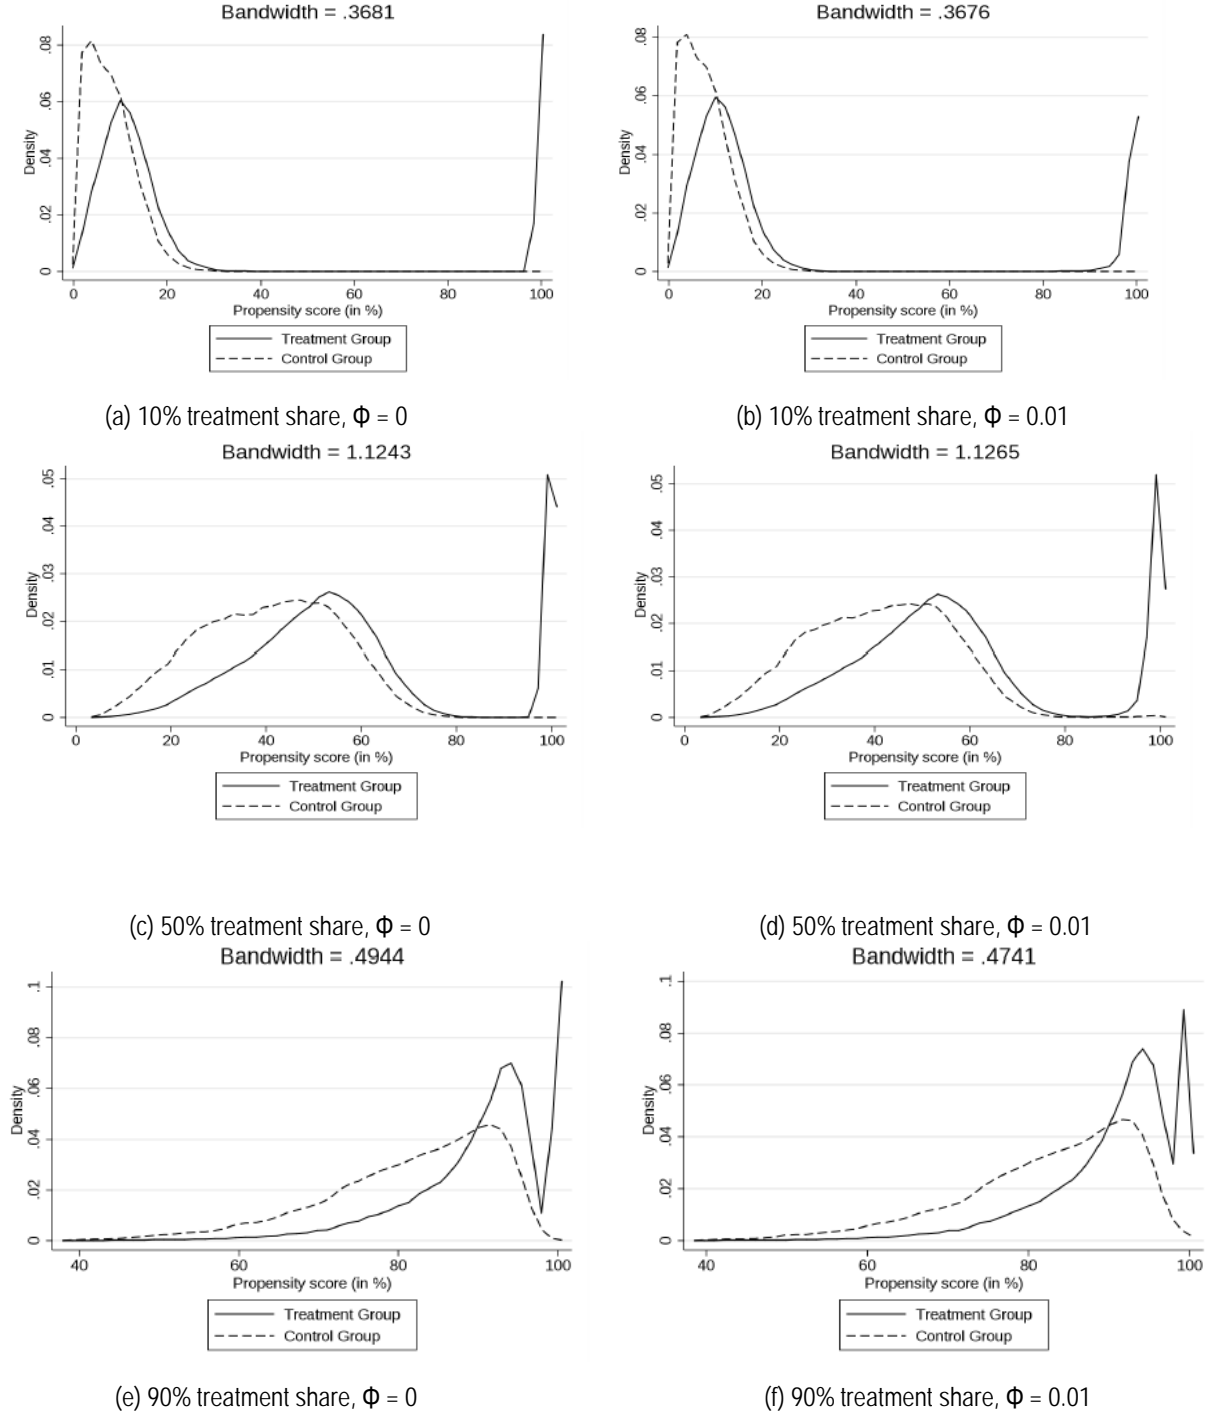 Bandwidth = .3681
Density
0 .02 .04 .06 .08
0 20 40 60 80 100
Propensity score (in %)
Treatment Group
Control Group
(a) 10% treatment share, Φ = 0
Bandwidth = .3676
Density
0 .02 .04 .06 .08
0 20 40 60 80 100
Propensity score (in %)
Treatment Group
Control Group
(b) 10% treatment share, Φ = 0.01
Bandwidth = 1.1243
Density
0 .01 .02 .03 .04 .05
0 20 40 60 80 100
Propensity score (in %)
Treatment Group
Control Group
(c) 50% treatment share, Φ = 0
Bandwidth = 1.1265
Density
0 .01 .02 .03 .04 .05
0 20 40 60 80 100
Propensity score (in %)
Treatment Group
Control Group
(d) 50% treatment share, Φ = 0.01
Bandwidth = .4944
Density
0 .02 .04 .06 .08 .1
40 60 80 100
Propensity score (in %)
Treatment Group
Control Group
(e) 90% treatment share, Φ = 0
Bandwidth = .4741
Density
0 .02 .04 .06 .08 .1
40 60 80 100
Propensity score (in %)
Treatment Group
Control Group
(f) 90% treatment share, Φ = 0.01